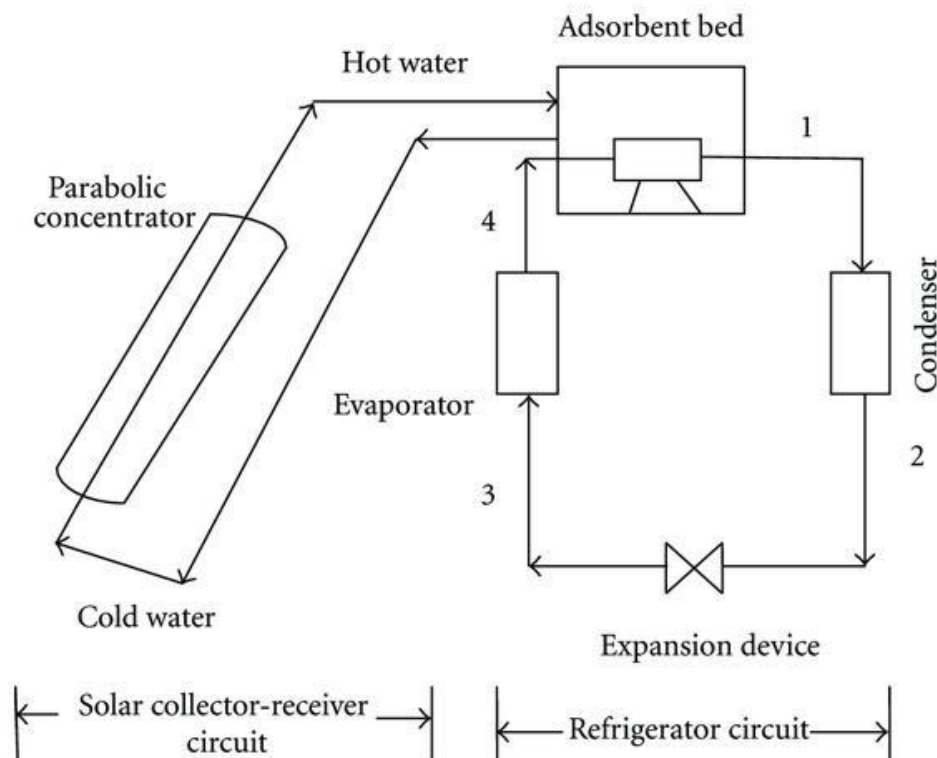 Adsorbent bed
Hot water
1
Parabolic
concentrator
4
Condenser
Evaporator
2
3
Cold water
Expansion device
Solar collector-receiver
circuit
Refrigerator circuit